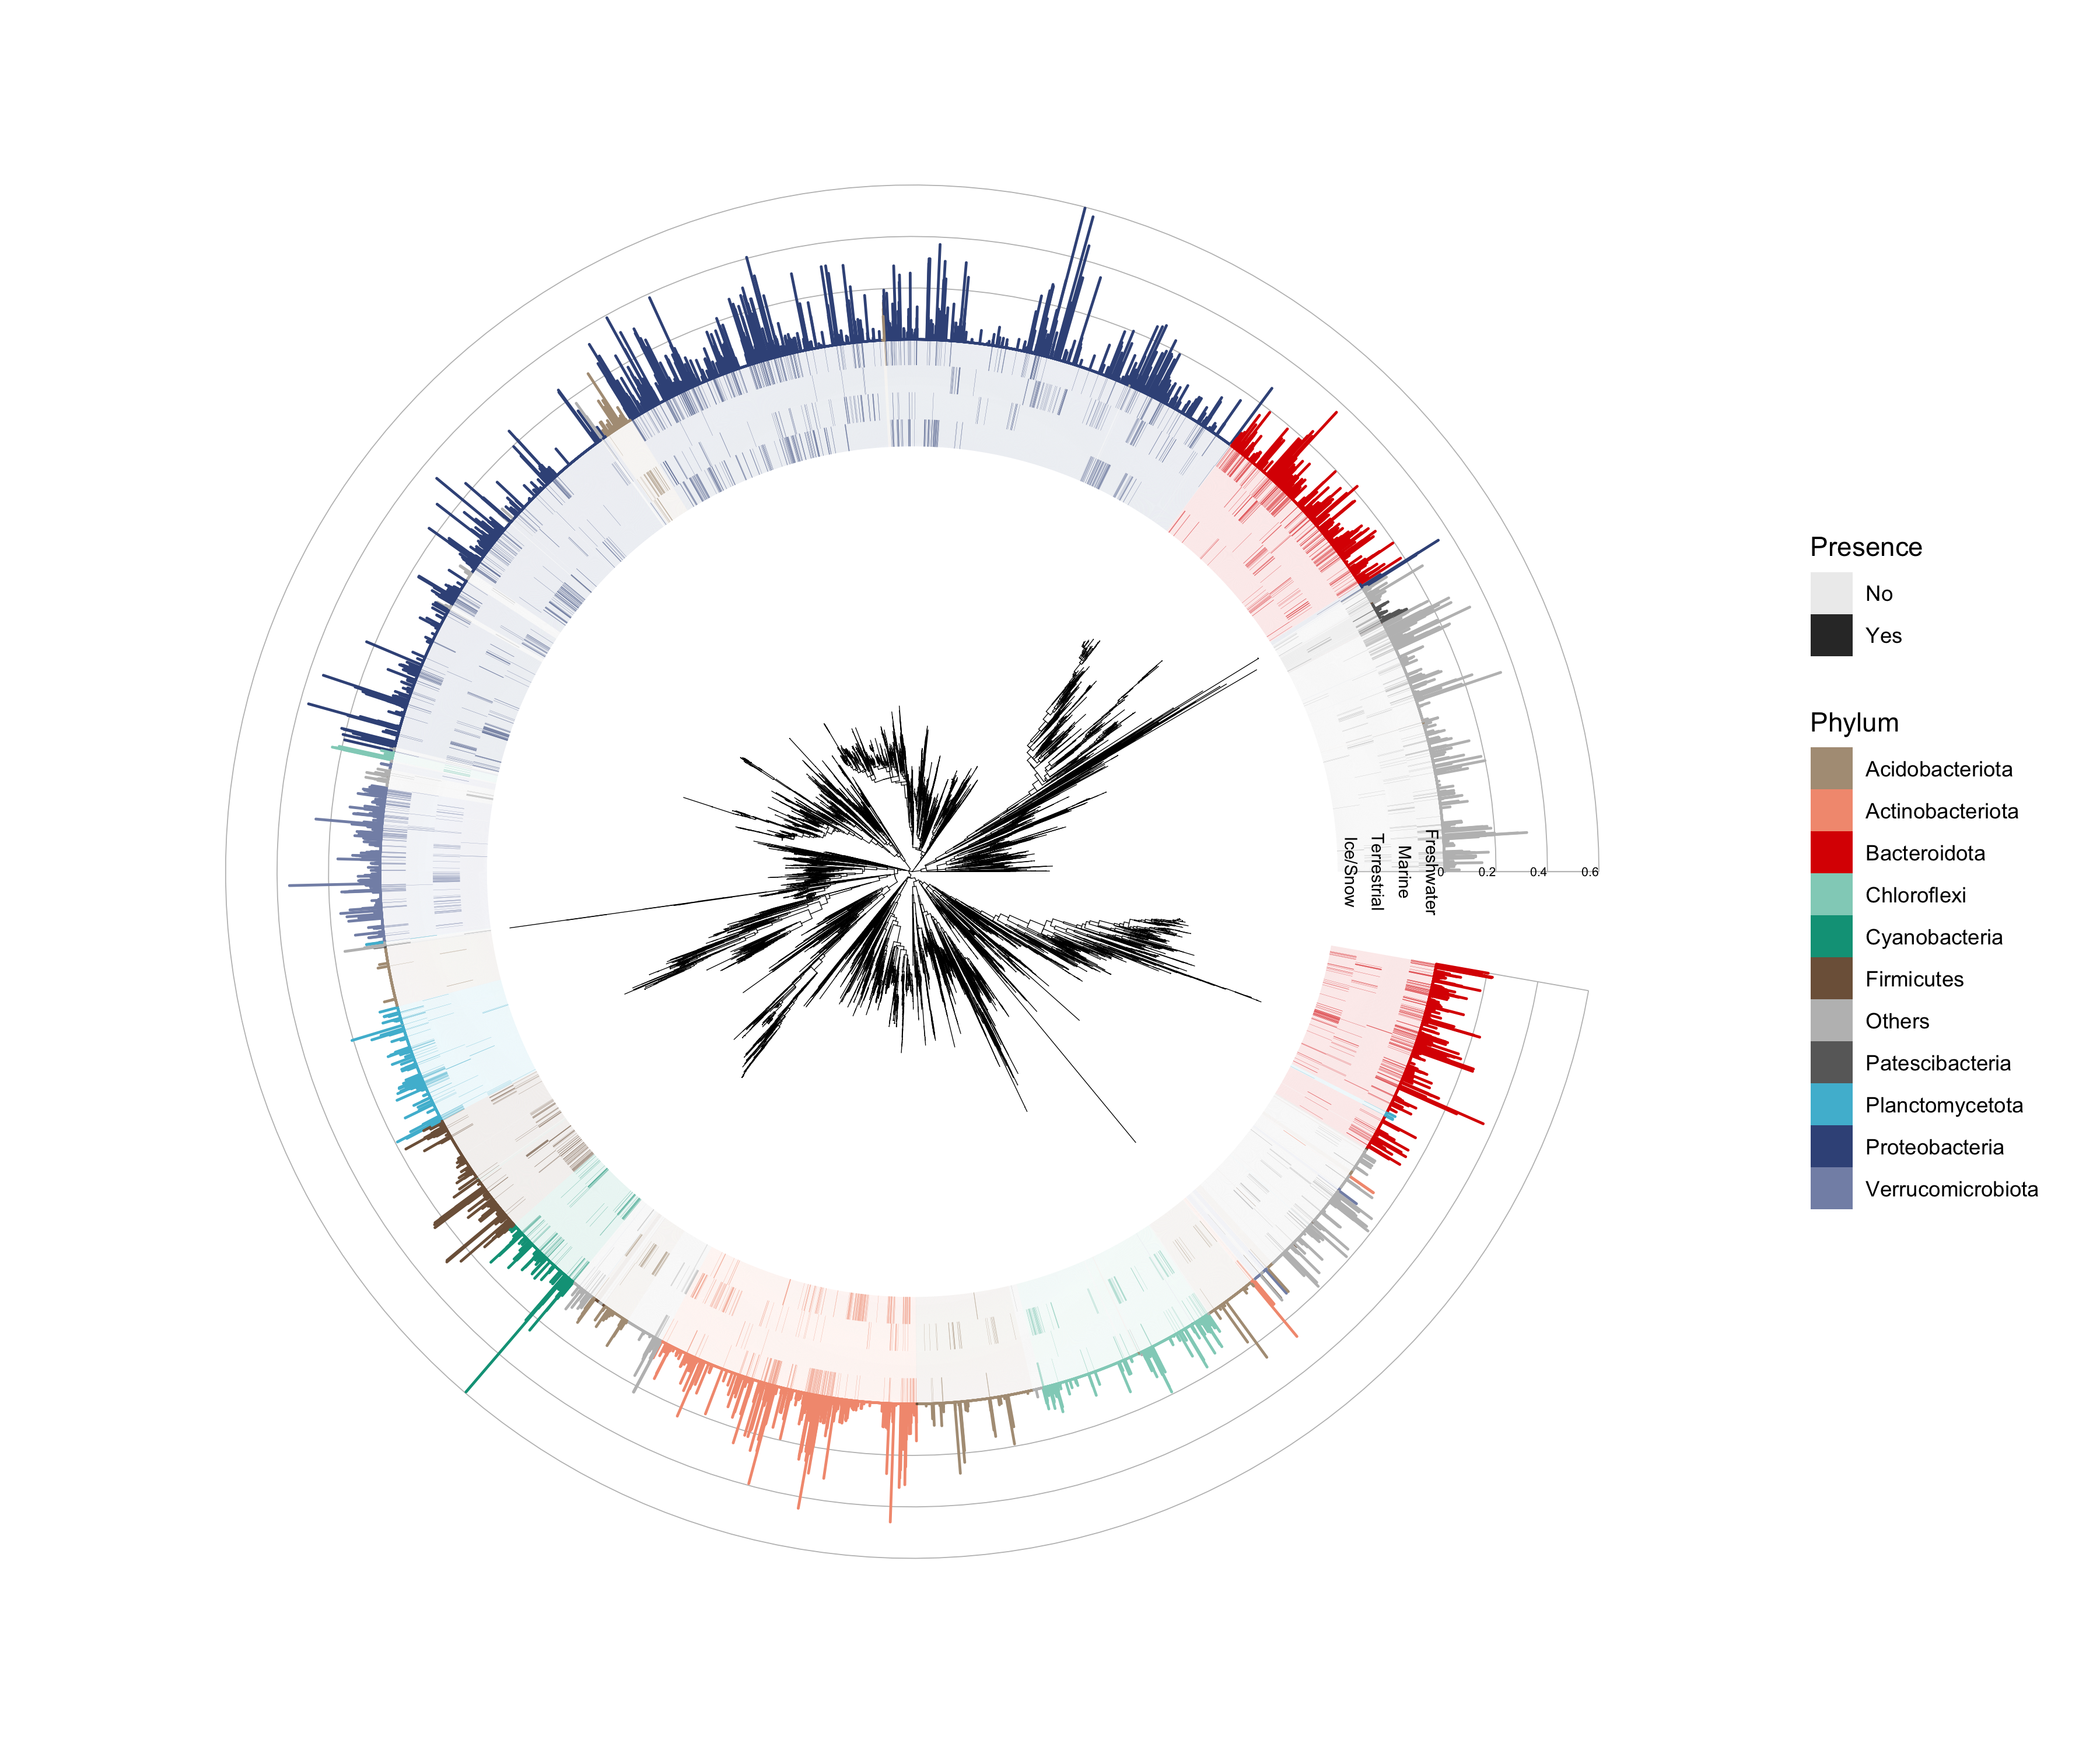 Freshwater
Marine
Terrestrial
Ice/Snow
0
0.2
0.4
0.6
Presence
No
Yes
Phylum
Acidobacteriota
Actinobacteriota
Bacteroidota
Chloroflexi
Cyanobacteria
Firmicutes
Others
Patescibacteria
Planctomycetota
Proteobacteria
Verrucomicrobiota